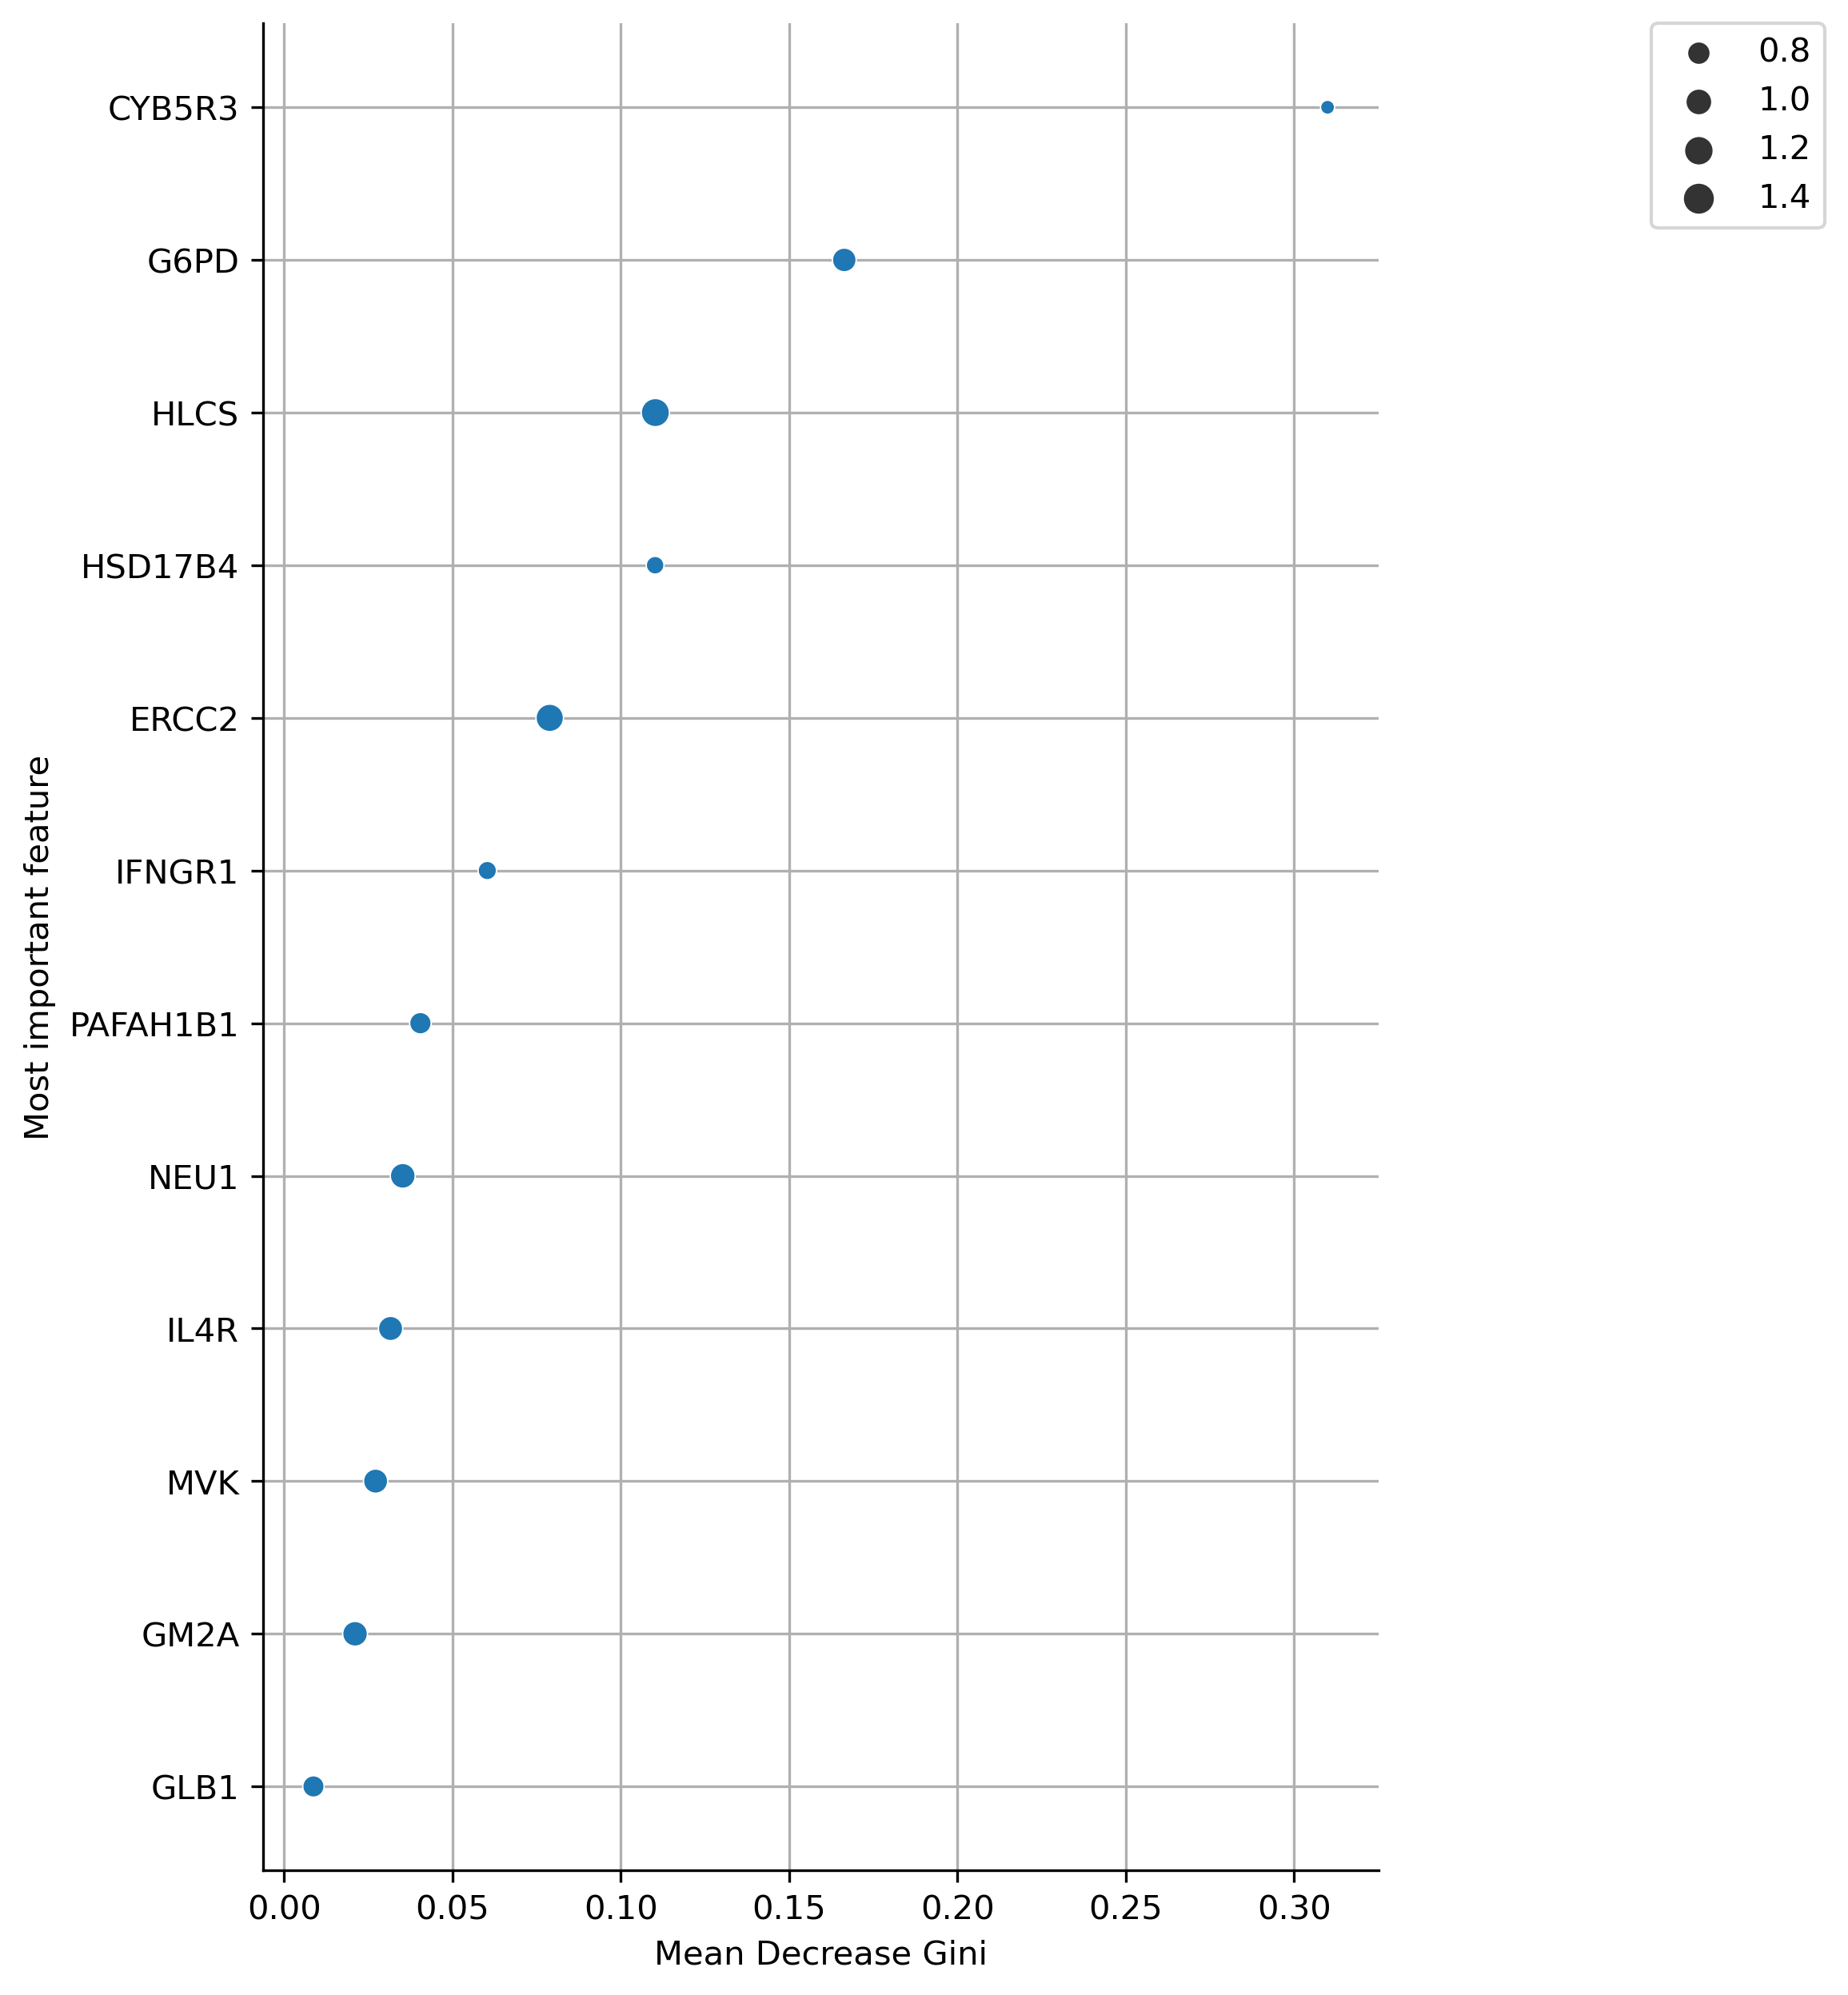 CYB5R3
G6PD
HLCS
HSD17B4
ERCC2
IFNGR1
PAFAH1B1
NEU1
IL4R
MVK
GM2A
GLB1
Most important feature
0.00 0.05 0.10 0.15 0.20 0.25 0.30
Mean Decrease Gini
0.8
1.0
1.2
1.4